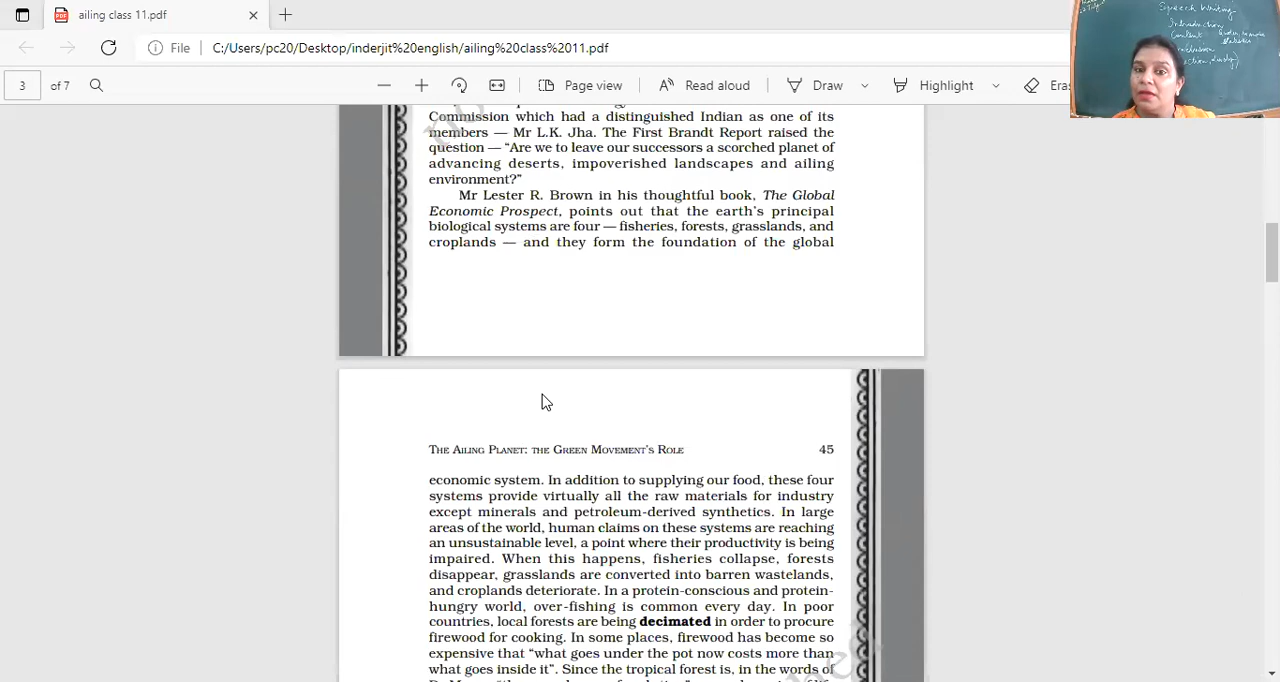 ailing class 11.pdf
File C:/Users/pc20/Desktop/inderjit%20english/ailing%20class%2011.pdf
3 of 7 Page view Read aloud Draw Highlight
Commission which had a distinguished Indian as one of its
members — Mr L.K. Jha. The First Brandt Report raised the
question — “Are we to leave our successors a scorched planet of
advancing deserts, impoverished landscapes and ailing
environment?”
Mr Lester R. Brown in his thoughtful book, The Global
Economic Prospect, points out that the earth’s principal
biological systems are four — fisheries, forests, grasslands, and
croplands — and they form the foundation of the global
THE AILING PLANET: THE GREEN MOVEMENT’S ROLE 45
economic system. In addition to supplying our food, these four
systems provide virtually all the raw materials for industry
except minerals and petroleum-derived synthetics. In large
areas of the world, human claims on these systems are reaching
an unsustainable level, a point where their productivity is being
impaired. When this happens, fisheries collapse, forests
disappear, grasslands are converted into barren wastelands,
and croplands deteriorate. In a protein-conscious and protein-
hungry world, over-fishing is common every day. In poor
countries, local forests are being decimated in order to procure
firewood for cooking. In some places, firewood has become so
expensive that “what goes under the pot now costs more than
what goes inside it”. Since the tropical forest is, in the words of
Speech Writing
Introduction
Content